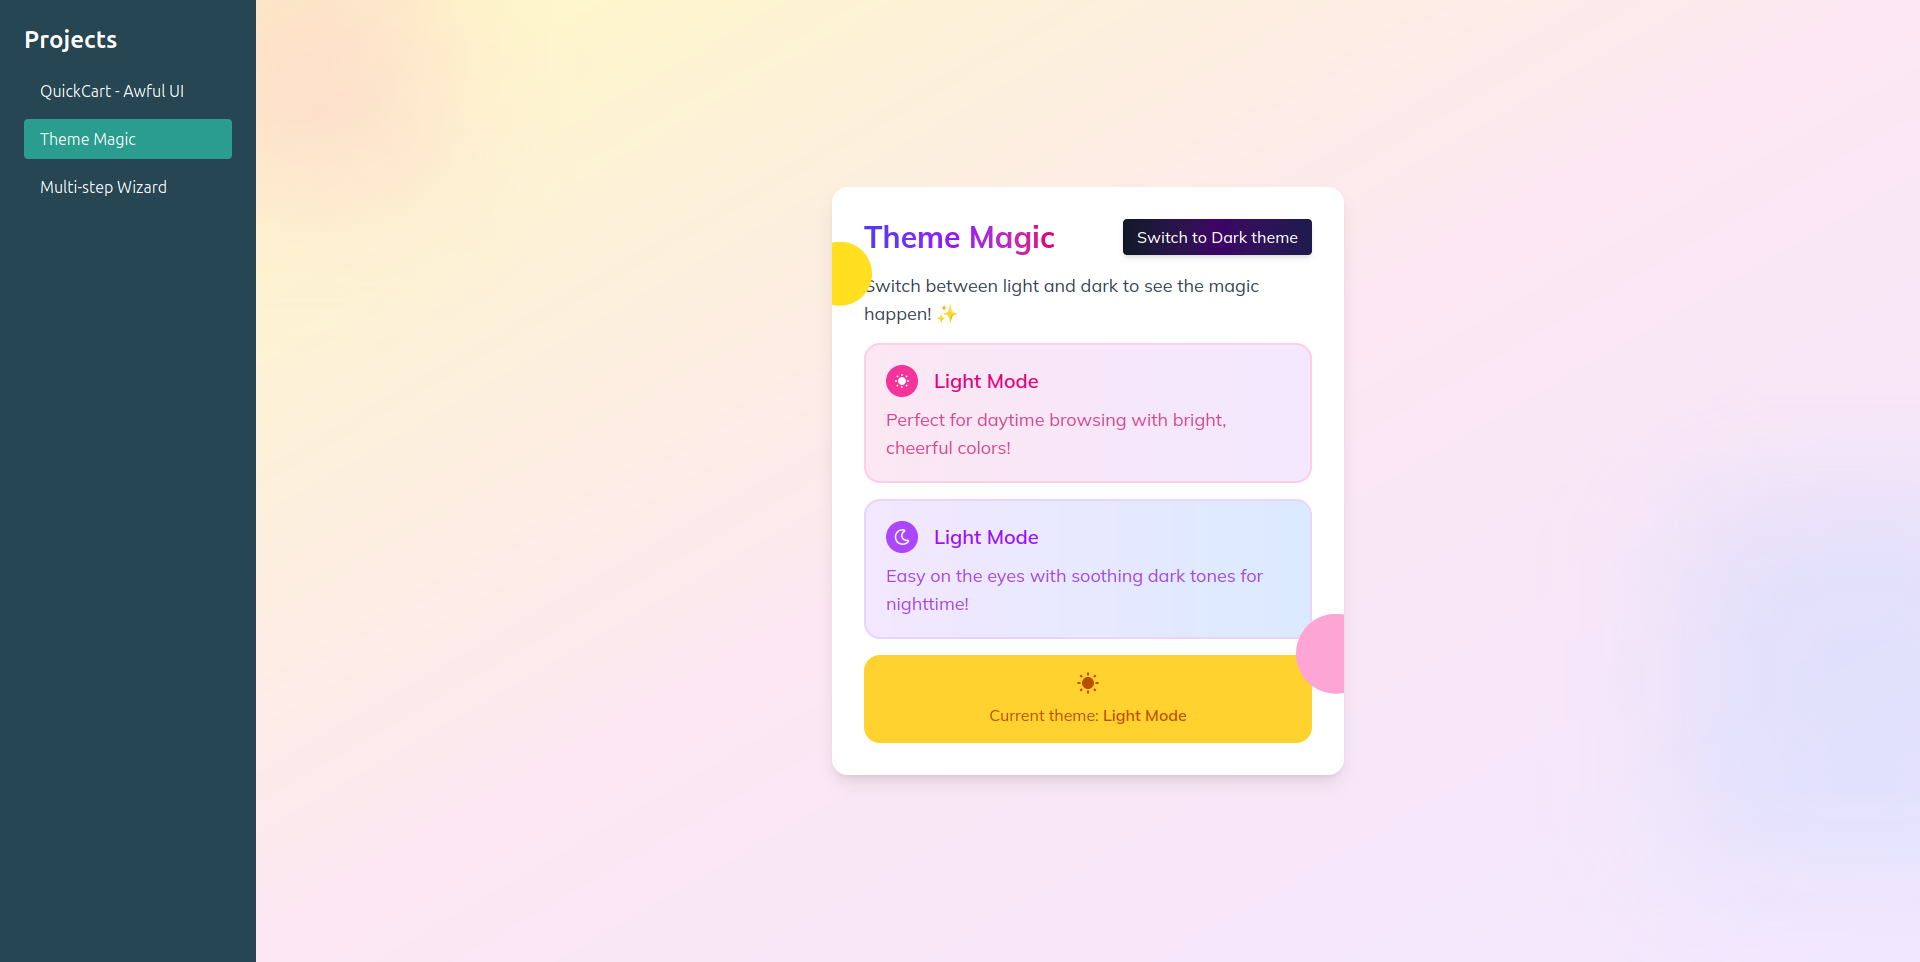 Projects
QuickCart - Awful UI
Theme Magic
Multi-step Wizard
Theme Magic
Switch to Dark theme
Switch between light and dark to see the magic
happen! ✨
Light Mode
Perfect for daytime browsing with bright,
cheerful colors!
Light Mode
Easy on the eyes with soothing dark tones for
nighttime!
Current theme: Light Mode